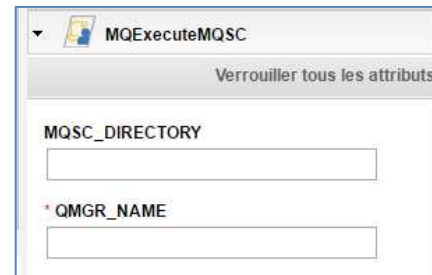 MQExecuteMQSC
Verrouiller tous les attributs
MQSC_DIRECTORY
* QMGR_NAME